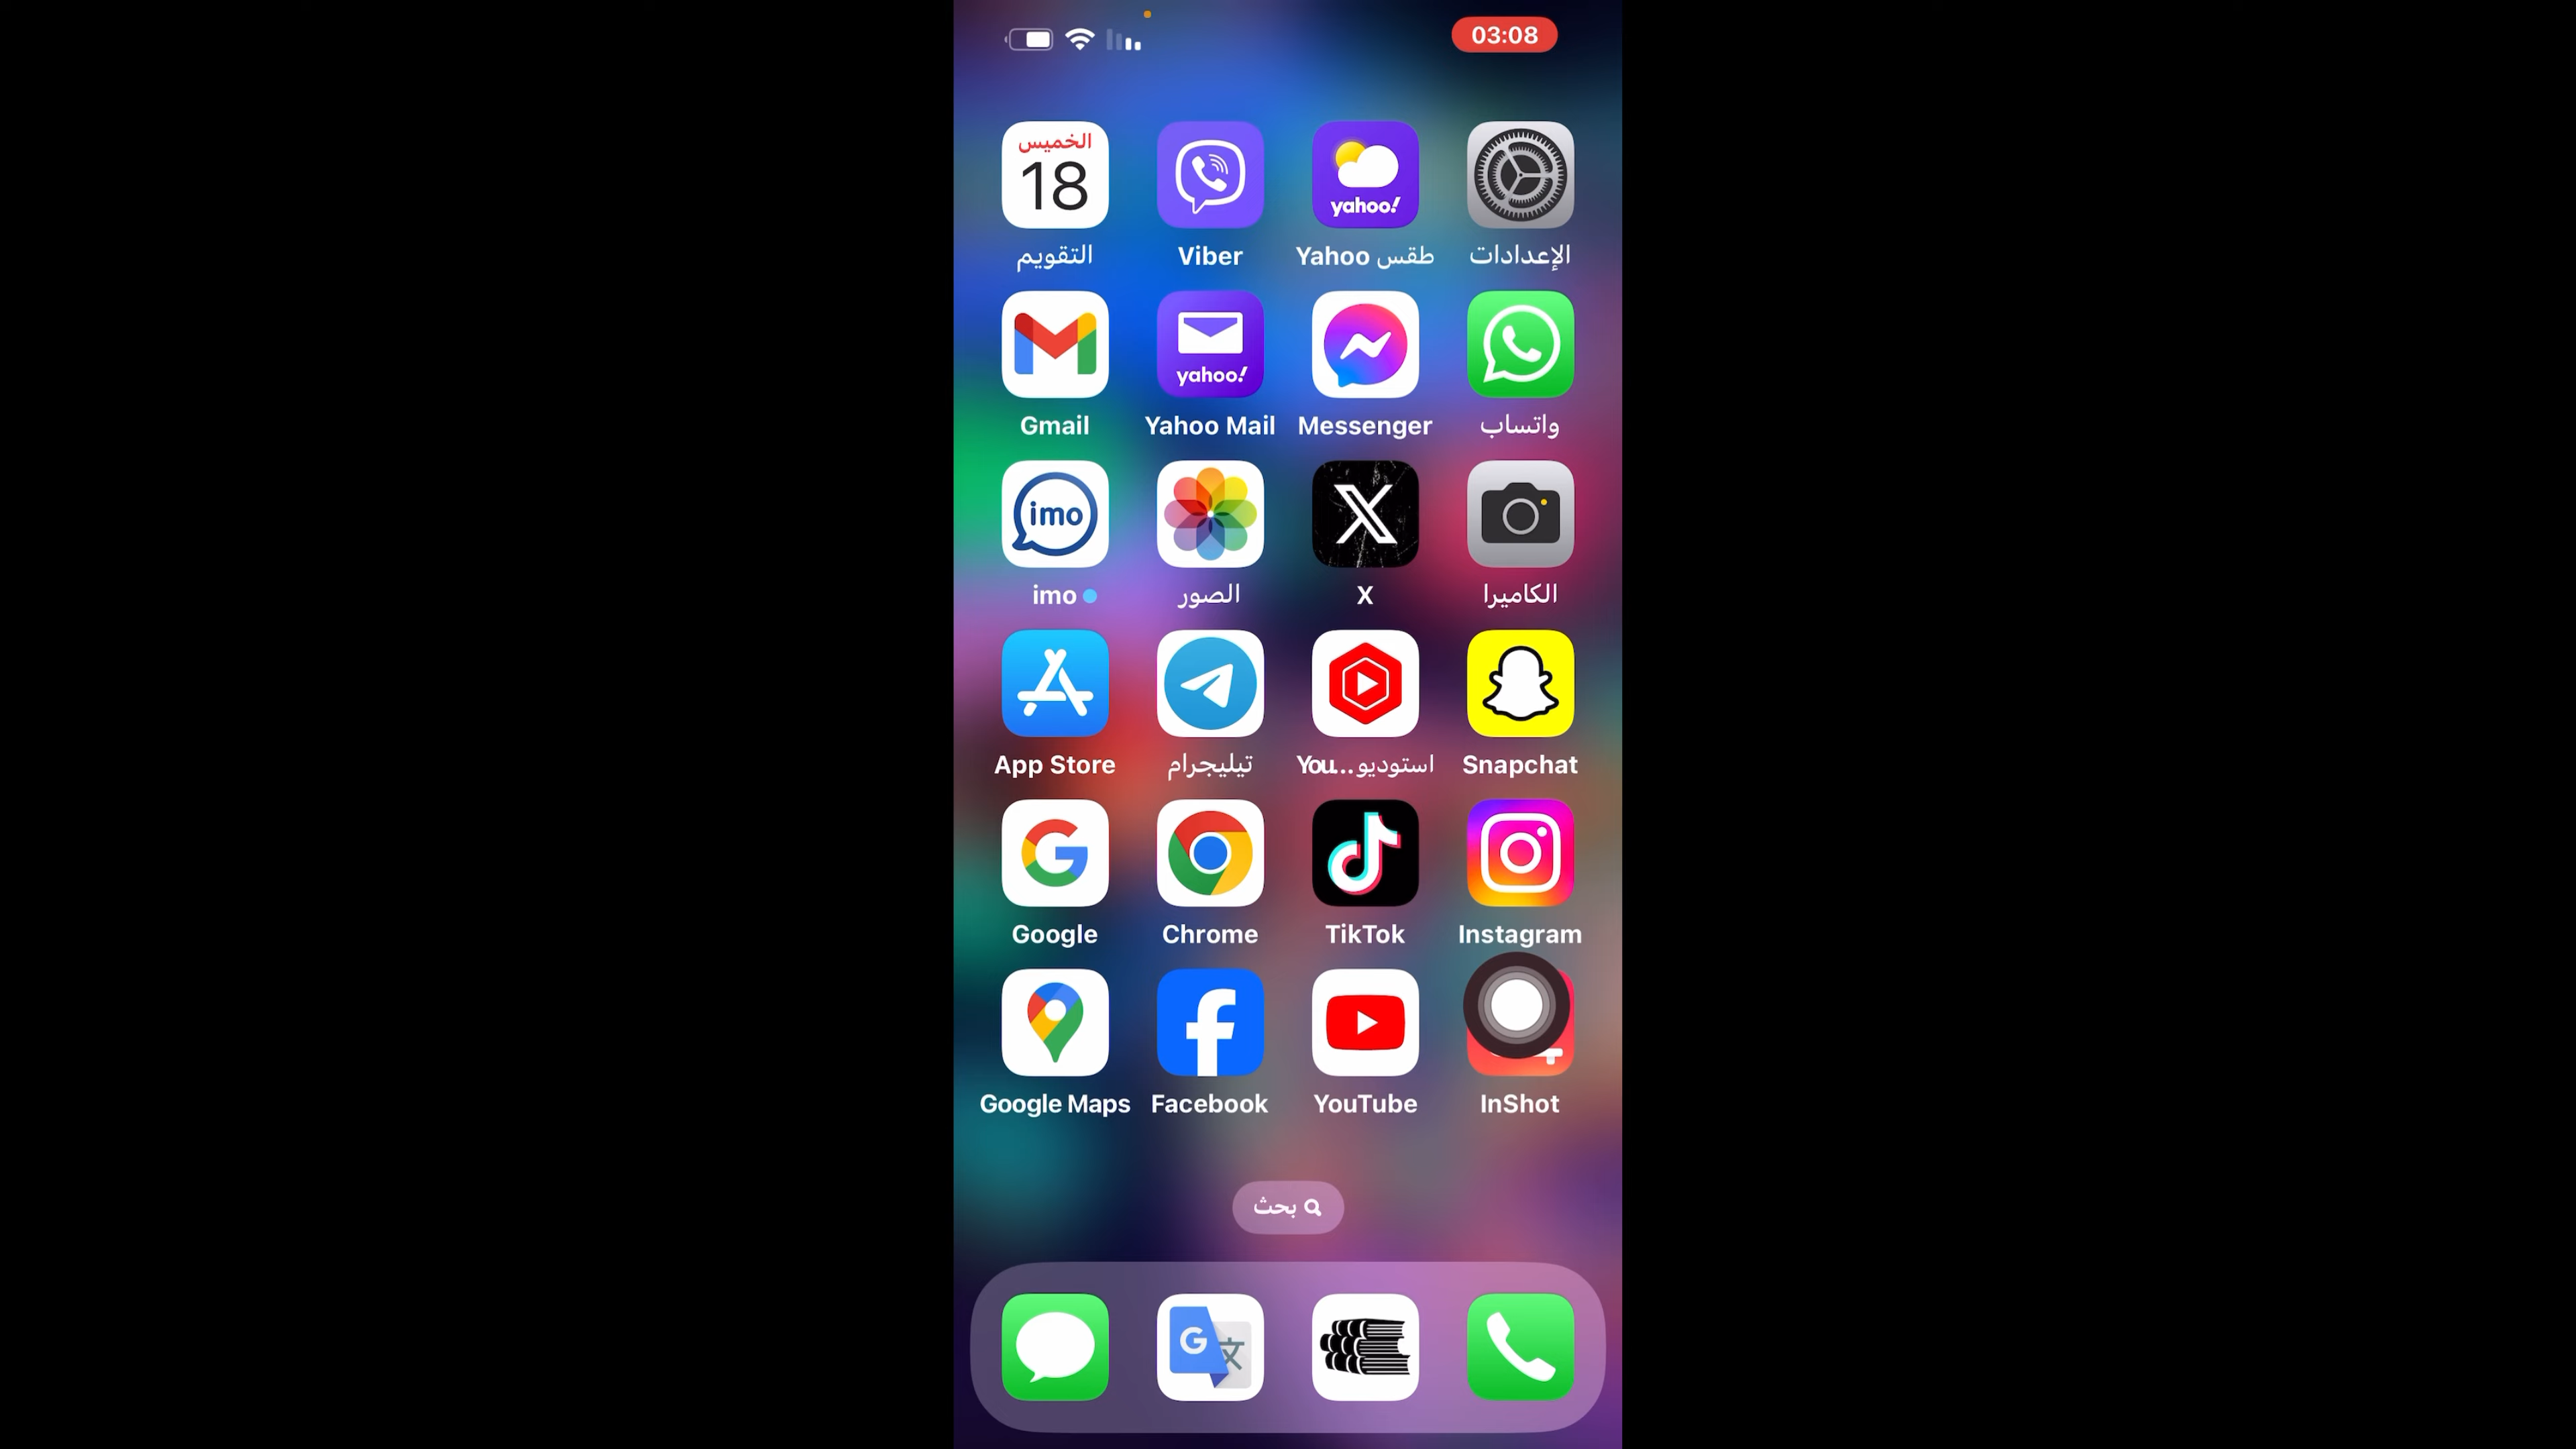 03:08
الخميس
18
yahoo!
التقويم
Viber
طقس Yahoo
الإعدادات
yahoo!
Gmail
Yahoo Mail
Messenger
واتساب
imo
X
imo
الصور
X
الكاميرا
App Store
تيليجرام
استوديو You...
Snapchat
G
Google
Chrome
TikTok
Instagram
f
Google Maps
Facebook
YouTube
InShot
بحث
G 文